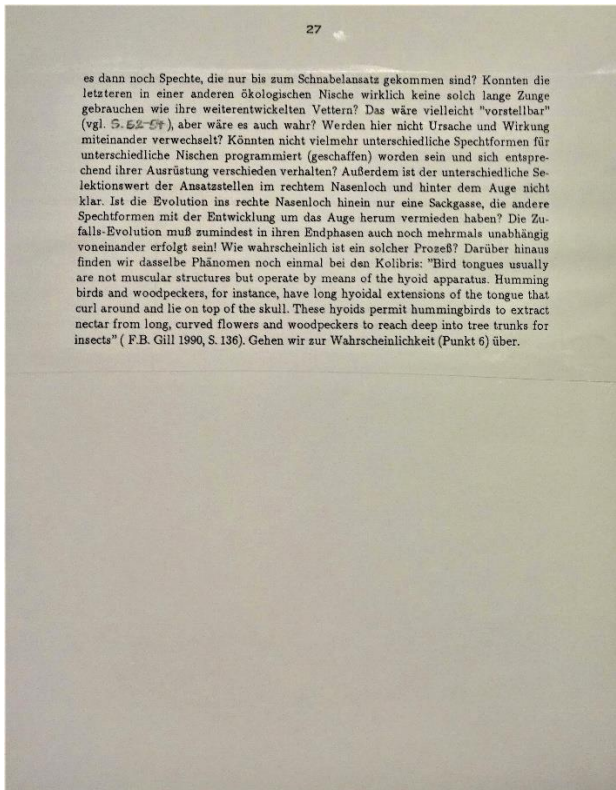 27
es dann noch Spechte, die nur bis zum Schnabelansatz gekommen sind? Konnten die
letzteren in einer anderen ökologischen Nische wirklich keine solch lange Zunge
gebrauchen wie ihre weiterentwickelten Vettern? Das wäre vielleicht "vorstellbar"
(vgl. S. 52-54), aber wäre es auch wahr? Werden hier nicht Ursache und Wirkung
miteinander verwechselt? Könnten nicht vielmehr unterschiedliche Spechtformen für
unterschiedliche Nischen programmiert (geschaffen) worden sein und sich entspre-
chend ihrer Ausrüstung verschieden verhalten? Außerdem ist der unterschiedliche Se-
lektionswert der Ansatzstellen im rechtem Nasenloch und hinter dem Auge nicht
klar. Ist die Evolution ins rechte Nasenloch hinein nur eine Sackgasse, die andere
Spechtformen mit der Entwicklung um das Auge herum vermieden haben? Die Zu-
falls-Evolution muß zumindest in ihren Endphasen auch noch mehrmals unabhängig
voneinander erfolgt sein! Wie wahrscheinlich ist ein solcher Prozeß? Darüber hinaus
finden wir dasselbe Phänomen noch einmal bei den Kolibris: "Bird tongues usually
are not muscular structures but operate by means of the hyoid apparatus. Humming
birds and woodpeckers, for instance, have long hyoidal extensions of the tongue that
curl around and lie on top of the skull. These hyoids permit hummingbirds to extract
nectar from long, curved flowers and woodpeckers to reach deep into tree trunks for
insects" ( F.B. Gill 1990, S. 136). Gehen wir zur Wahrscheinlichkeit (Punkt 6) über.